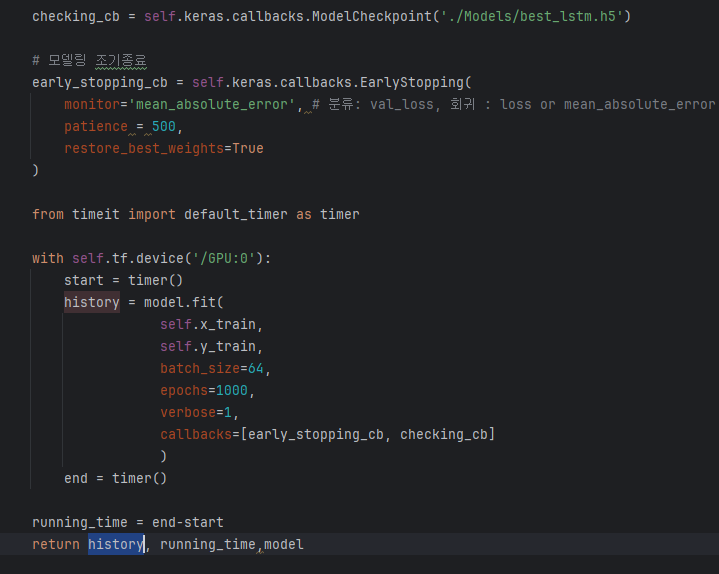 checking_cb = self.keras.callbacks.ModelCheckpoint('./Models/best_lstm.h5')
# 모델링 조기종료
early_stopping_cb = self.keras.callbacks.EarlyStopping(
monitor='mean_absolute_error', # 분류: val_loss, 회귀 : loss or mean_absolute_error
patience = 500,
restore_best_weights=True
)
from timeit import default_timer as timer
with self.tf.device('/GPU:0'):
start = timer()
history = model.fit(
self.x_train,
self.y_train,
batch_size=64,
epochs=1000,
verbose=1,
callbacks=[early_stopping_cb, checking_cb]
)
end = timer()
running_time = end-start
return history, running_time,model